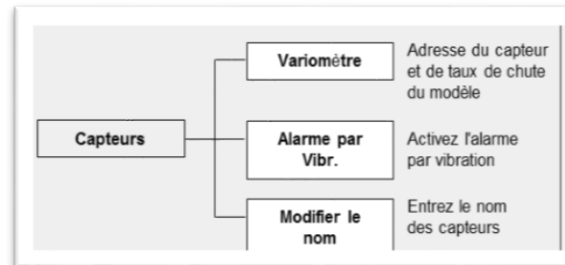 Variomètre
Adresse du capteur
et de taux de chute
du modèle
Capteurs
Alarme par
Vibr.
Activez l'alarme
par vibration
Modifier le
nom
Entrez le nom
des capteurs